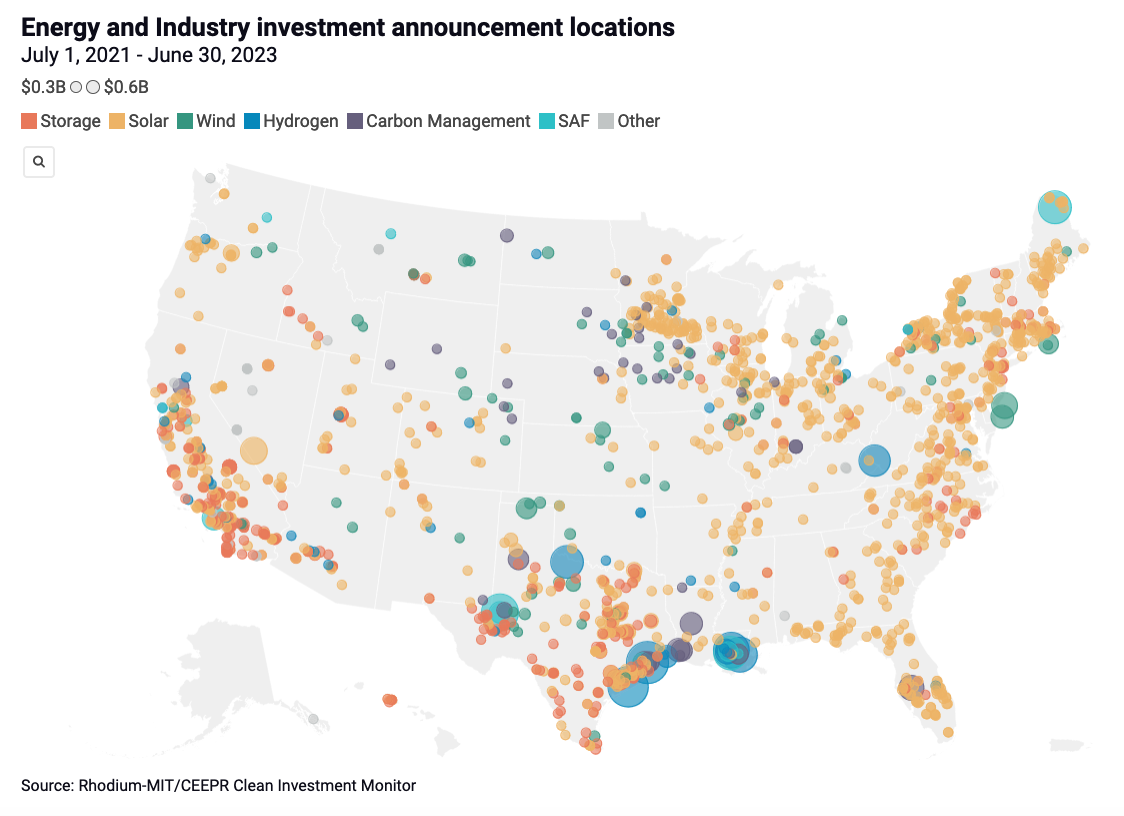 Energy and Industry investment announcement locations
July 1, 2021 - June 30, 2023
$0.3B $0.6B
Storage Solar Wind Hydrogen Carbon Management SAF Other
Source: Rhodium-MIT/CEEPR Clean Investment Monitor